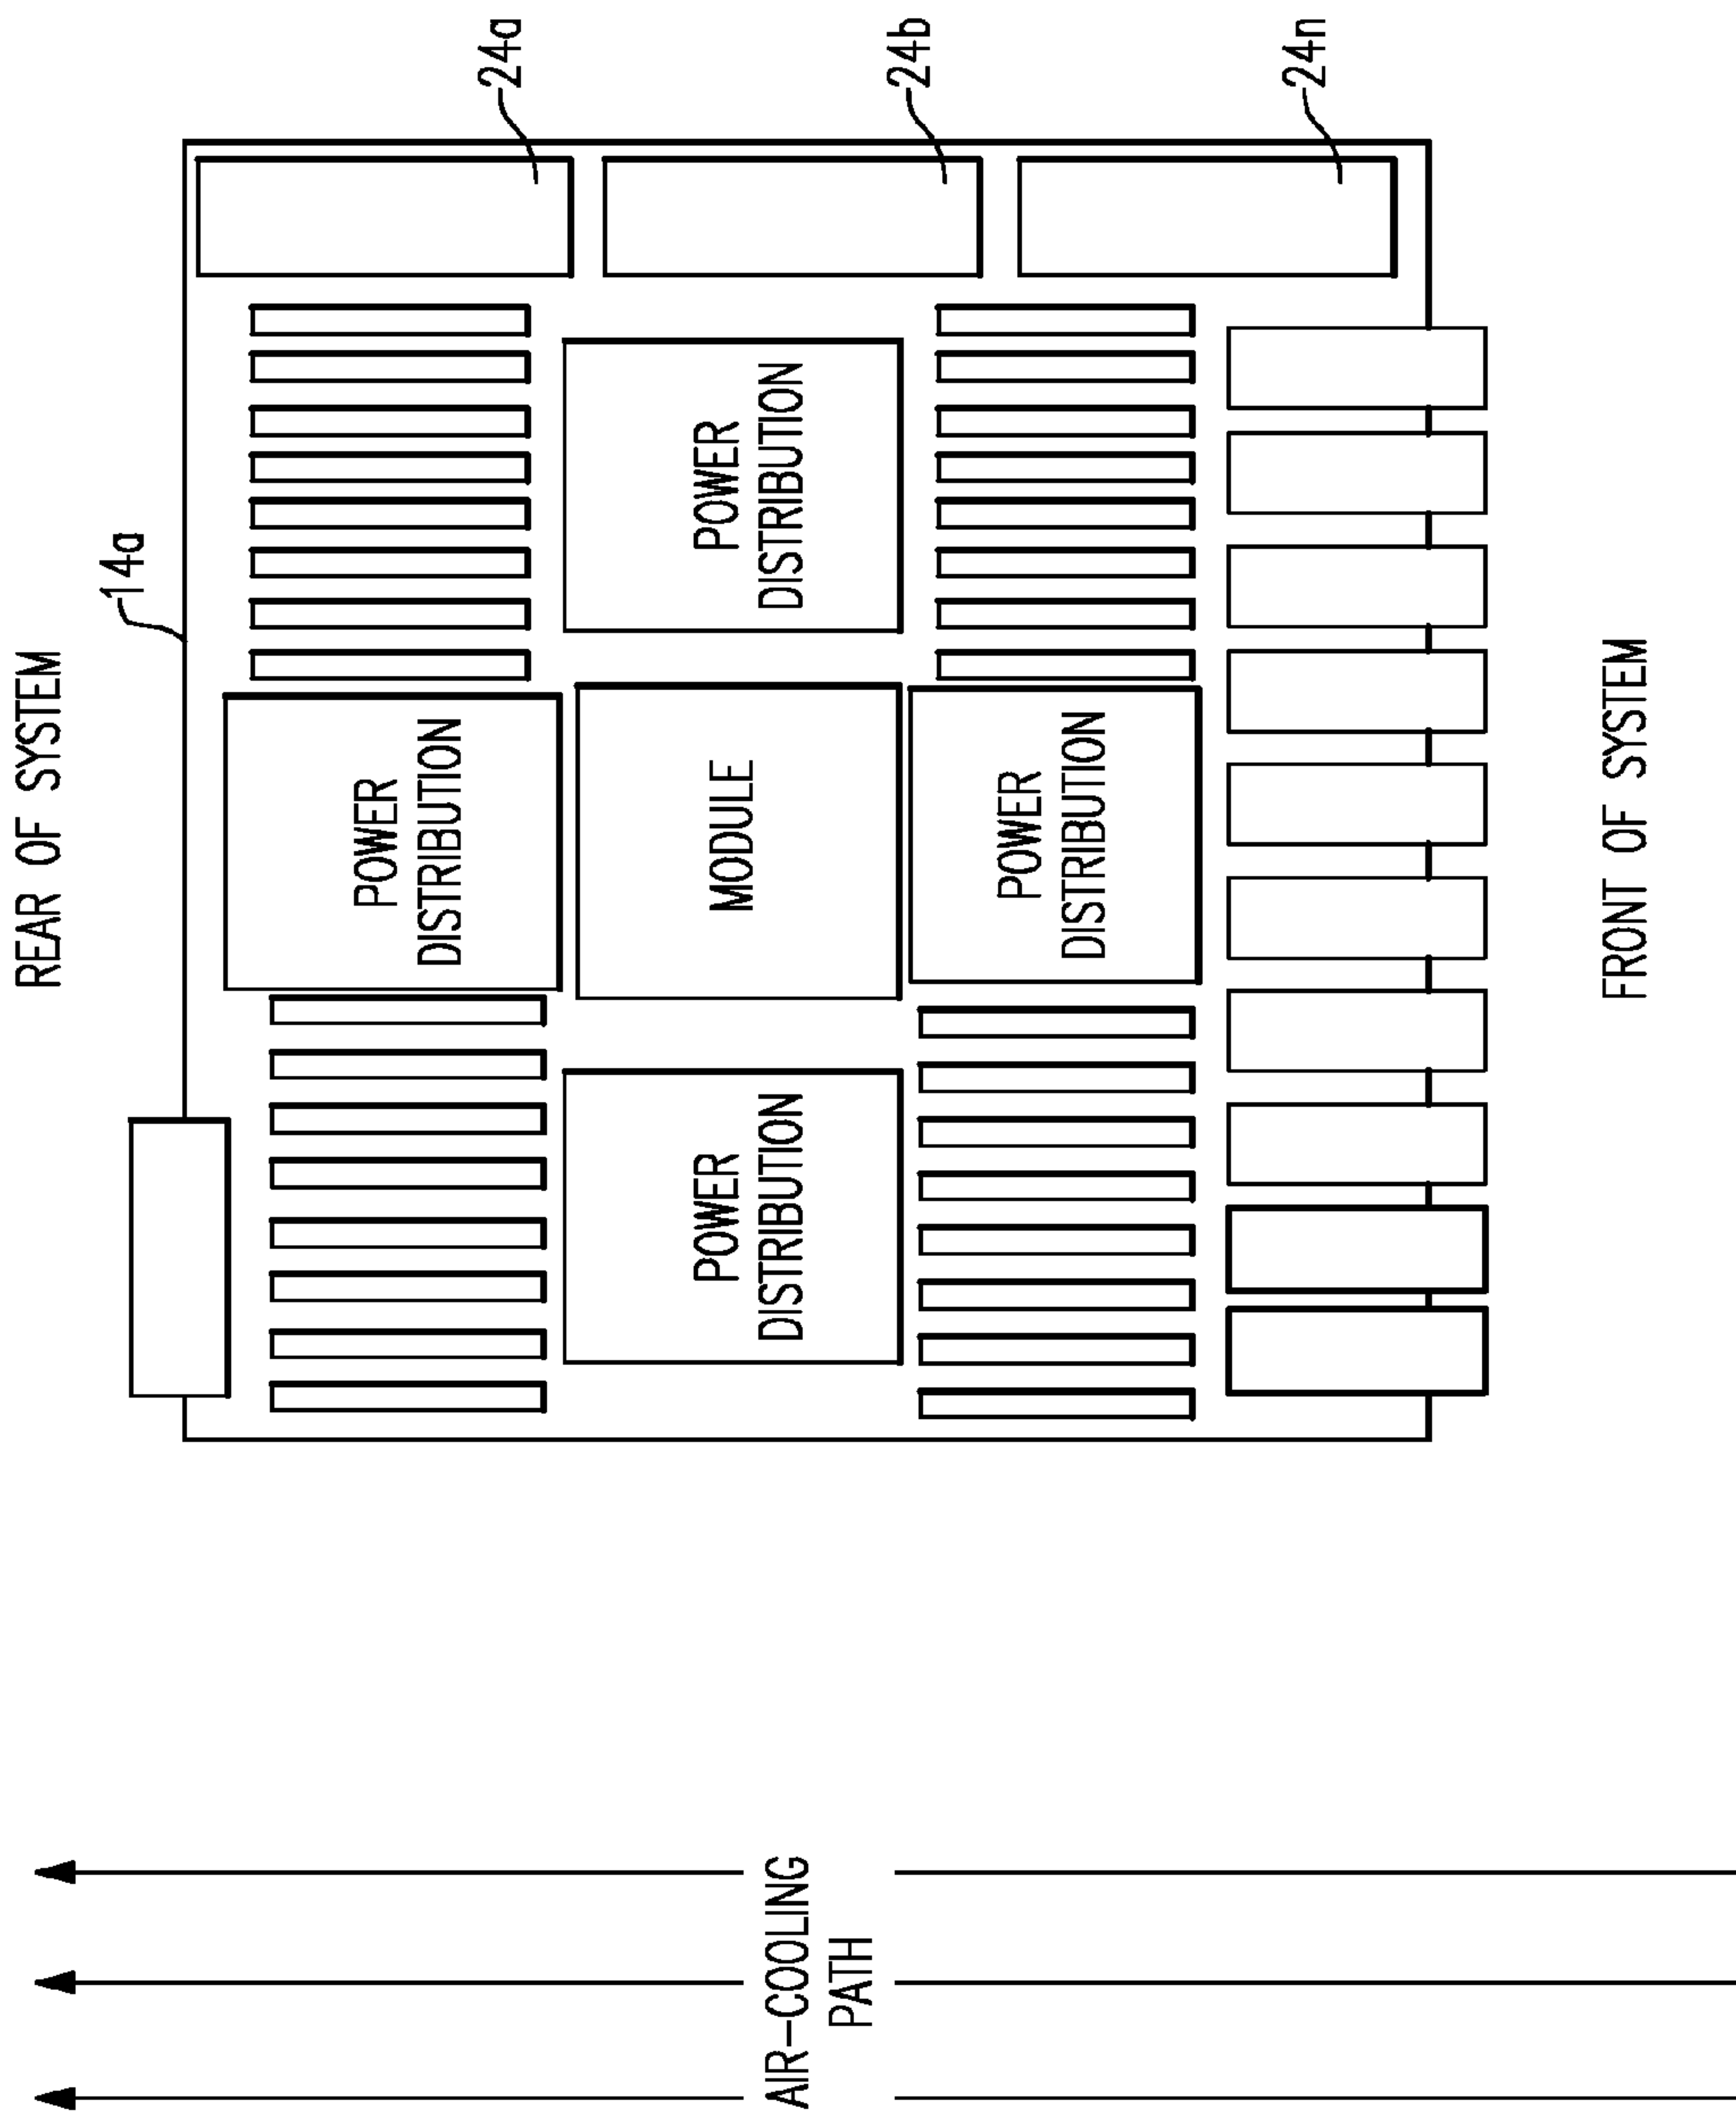 REAR OF SYSTEM
14a
24a
24b
24n
POWER
DISTRIBUTION
POWER
DISTRIBUTION
MODULE
POWER
DISTRIBUTION
POWER
DISTRIBUTION
FRONT OF SYSTEM
AIR-COOLING
PATH